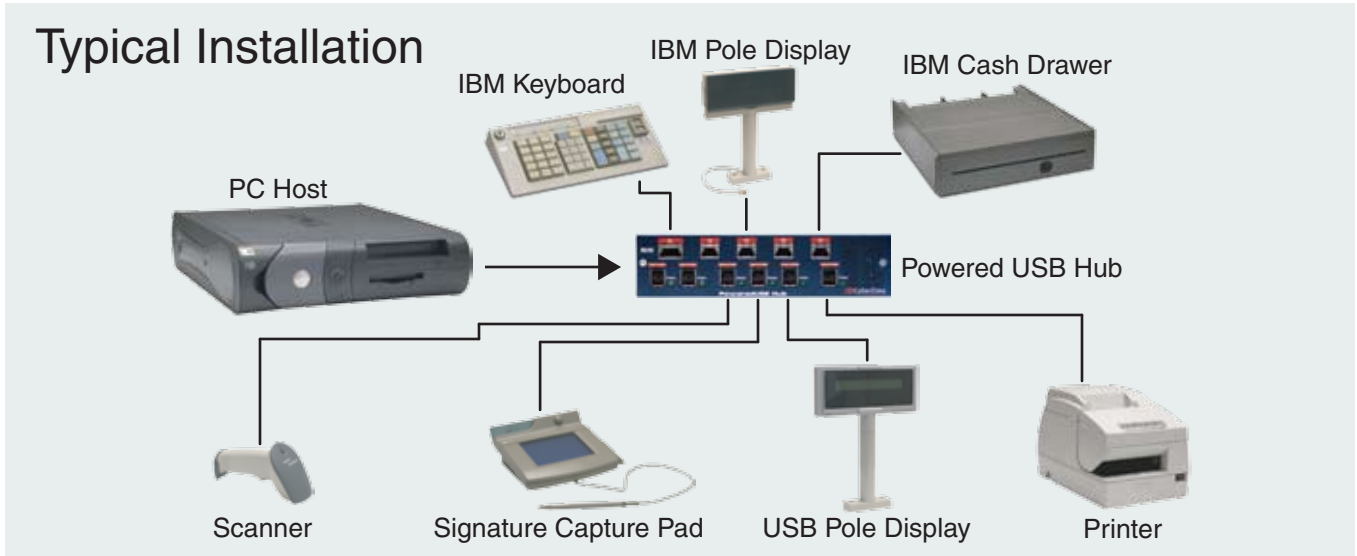 Typical Installation
IBM Pole Display
IBM Keyboard
IBM Cash Drawer
PC Host
Powered USB Hub
Scanner
Signature Capture Pad
USB Pole Display
Printer